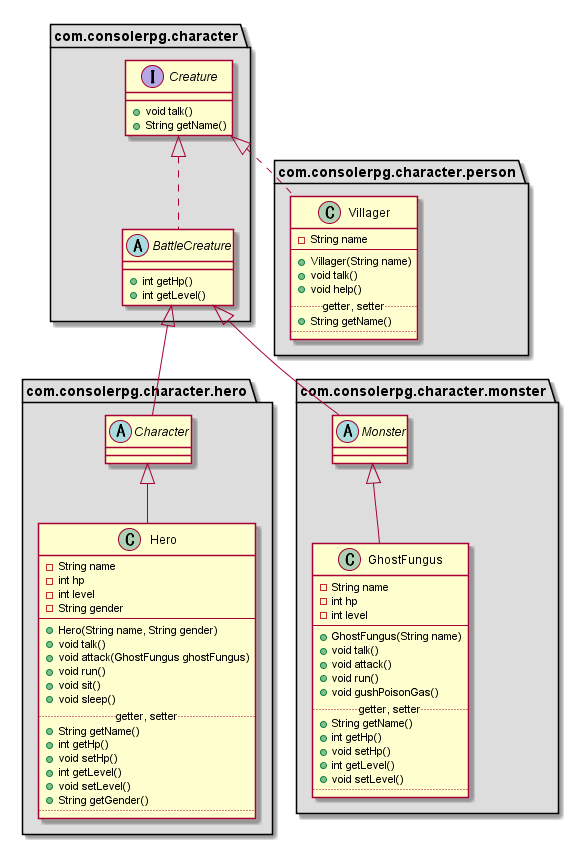 com.consolerpg.character
I Creature
void talk()
String getName()
com.consolerpg.character.person
C Villager
String name
Villager(String name)
void talk()
void help()
getter, setter
String getName()
A BattleCreature
int getHp()
int getLevel()
com.consolerpg.character.hero
A Character
C Hero
String name
int hp
int level
String gender
Hero(String name, String gender)
void talk()
void attack(GhostFungus ghostFungus)
void run()
void sit()
void sleep()
getter, setter
String getName()
int getHp()
void setHp()
int getLevel()
void setLevel()
String getGender()
com.consolerpg.character.monster
A Monster
C GhostFungus
String name
int hp
int level
GhostFungus(String name)
void talk()
void attack()
void run()
void gushPoisonGas()
getter, setter
String getName()
int getHp()
void setHp()
int getLevel()
void setLevel()